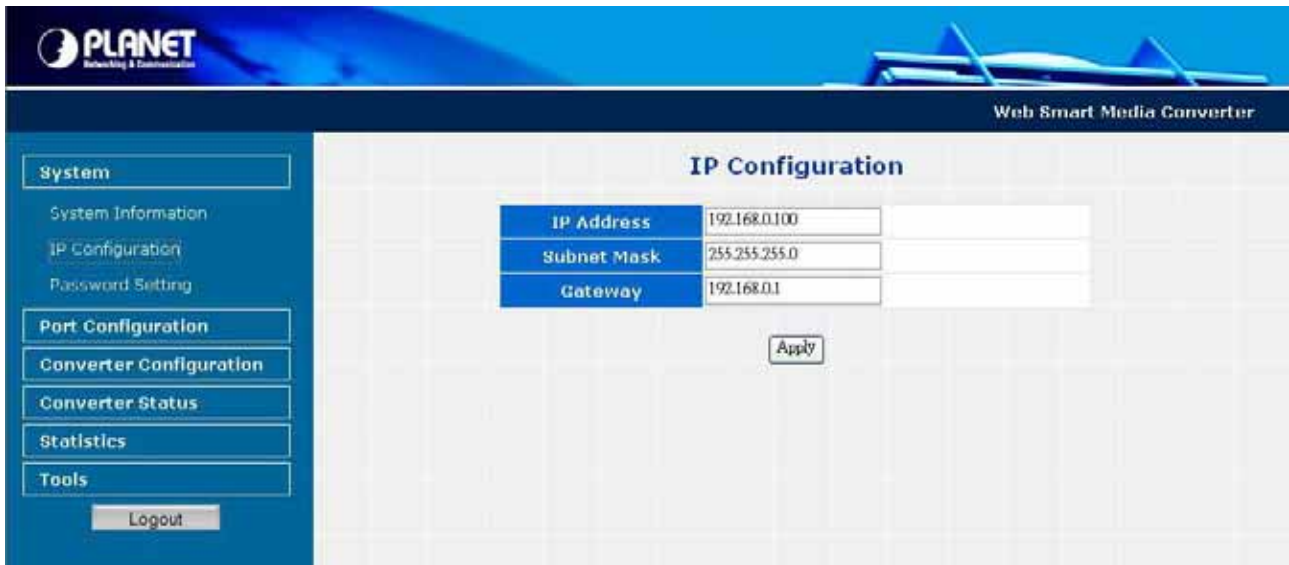 PLANET
Networking & Communication
Web Smart Media Converter
System
System Information
IP Configuration
Password Setting
Port Configuration
Converter Configuration
Converter Status
Statistics
Tools
Logout
IP Configuration
IP Address 192.168.0.100
Subnet Mask 255.255.255.0
Gateway 192.168.0.1
Apply